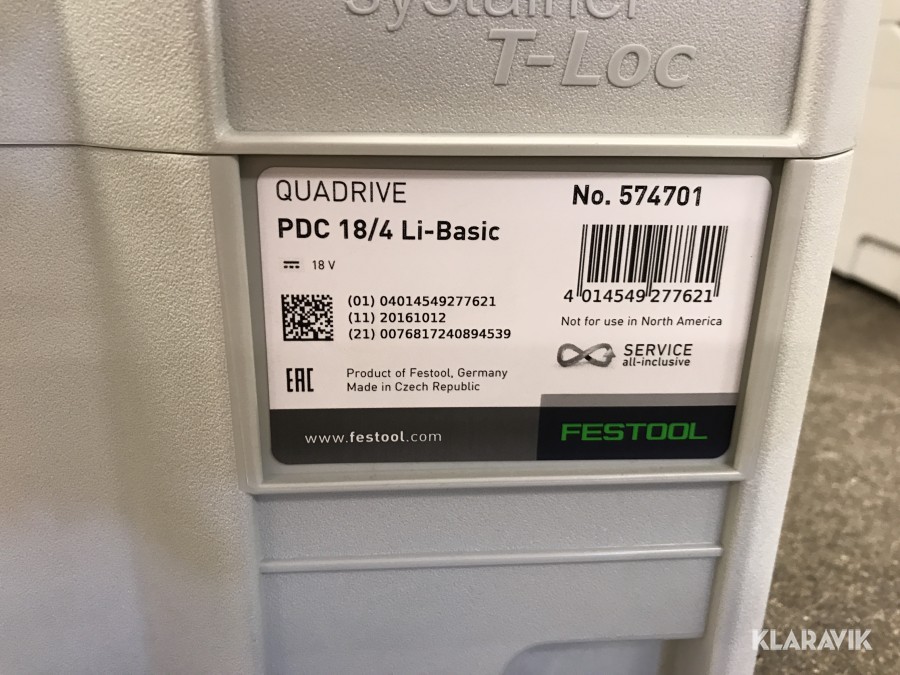 systainer
T-Loc
QUADRIVE
No. 574701
PDC 18/4 Li-Basic
18 V
4 014549 277621
(01) 04014549277621
(11) 20161012
(21) 0076817240894539
Not for use in North America
SERVICE
all-inclusive
EAC
Product of Festool, Germany
Made in Czech Republic
www.festool.com
FESTOOL
KLARAVIK